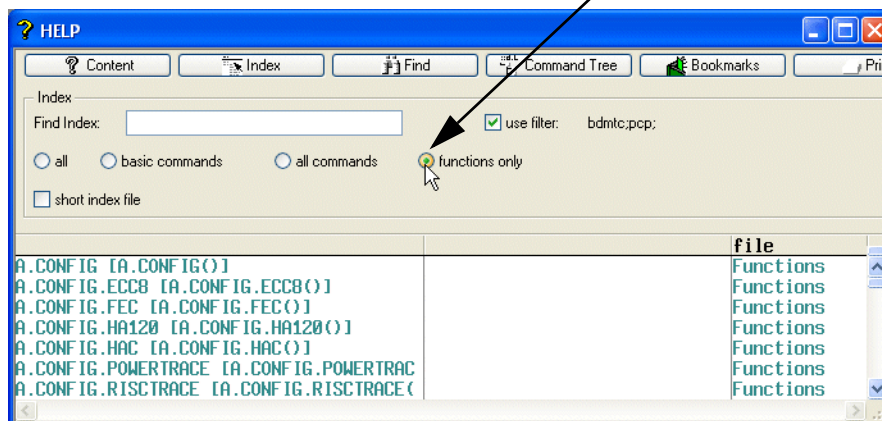 ? HELP
? Content Index Find Command Tree Bookmarks Pri
Index
Find Index: use filter: bdmtc;pcp;
all basic commands all commands functions only
short index file
file
A.CONFIG [A.CONFIG()] Functions
A.CONFIG.ECC8 [A.CONFIG.ECC8()] Functions
A.CONFIG.FEC [A.CONFIG.FEC()] Functions
A.CONFIG.HA120 [A.CONFIG.HA120()] Functions
A.CONFIG.HAC [A.CONFIG.HAC()] Functions
A.CONFIG.POWERTRACE [A.CONFIG.POWERTRAC Functions
A.CONFIG.RISCTRACE [A.CONFIG.RISCTRACE( Functions